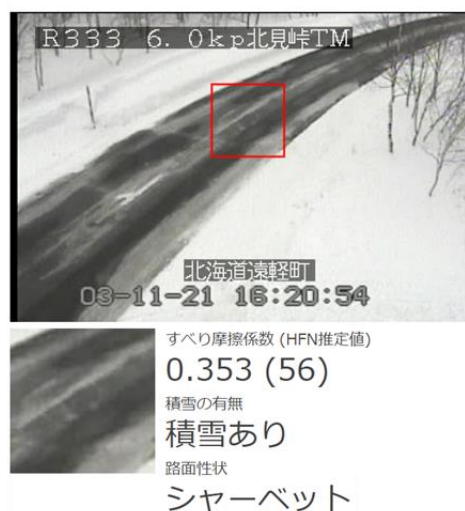 R333 6.0kp北見峠TM
北海道遠軽町
03-11-21 16:20:54
すべり摩擦係数 (HFN推定値)
0.353 (56)
積雪の有無
積雪あり
路面性状
シャーベット